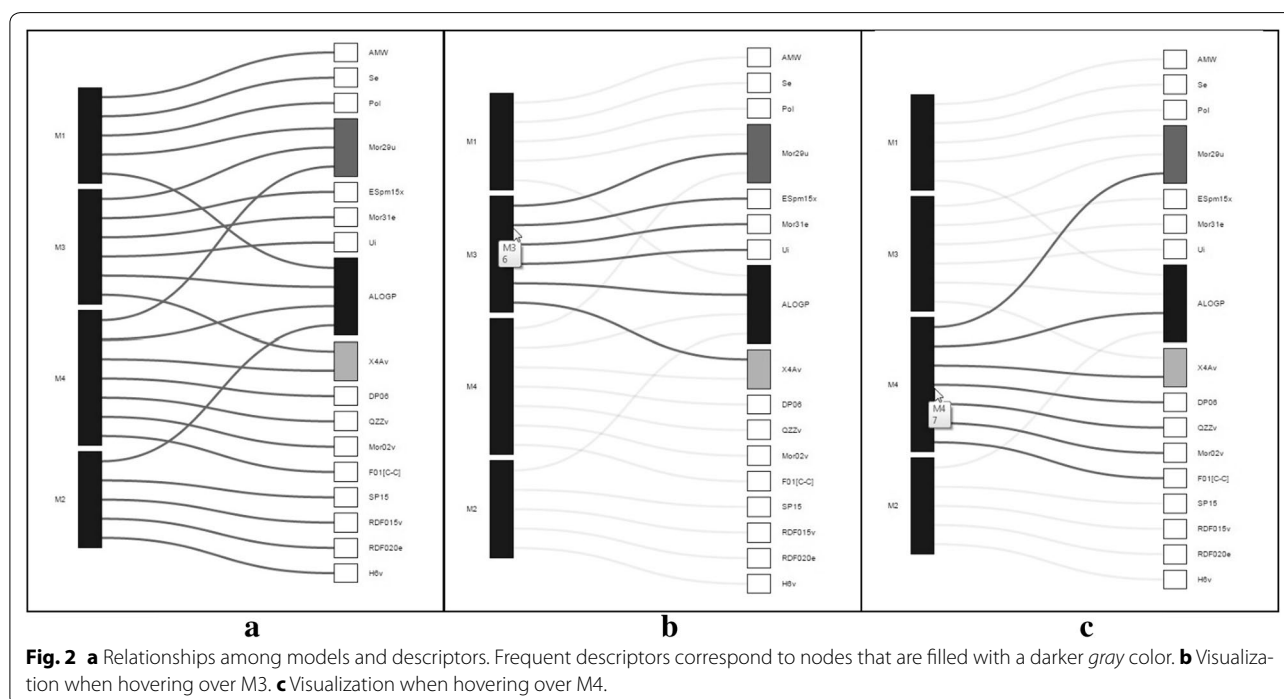 AMW
Se
Pol
M1
Mor29u
ESpm15x
Mor31e
M3
Ui
ALOGP
X4Av
M4
DP06
QZZv
Mor02v
F01[C-C]
M2
SP15
RDF015v
RDF020e
H6v
a
AMW
Se
Pol
M1
Mor29u
ESpm15x
Mor31e
M3
M3
6
Ui
ALOGP
X4Av
M4
DP06
QZZv
Mor02v
F01[C-C]
SP15
M2
RDF015v
RDF020e
H6v
b
AMW
Se
Pol
M1
Mor29u
ESpm15x
Mor31e
M3
Ui
ALOGP
X4Av
M4
M4
7
DP06
QZZv
Mor02v
F01[C-C]
SP15
M2
RDF015v
RDF020e
H6v
c
Fig. 2 a Relationships among models and descriptors. Frequent descriptors correspond to nodes that are filled with a darker gray color. b Visualiza-
tion when hovering over M3. c Visualization when hovering over M4.